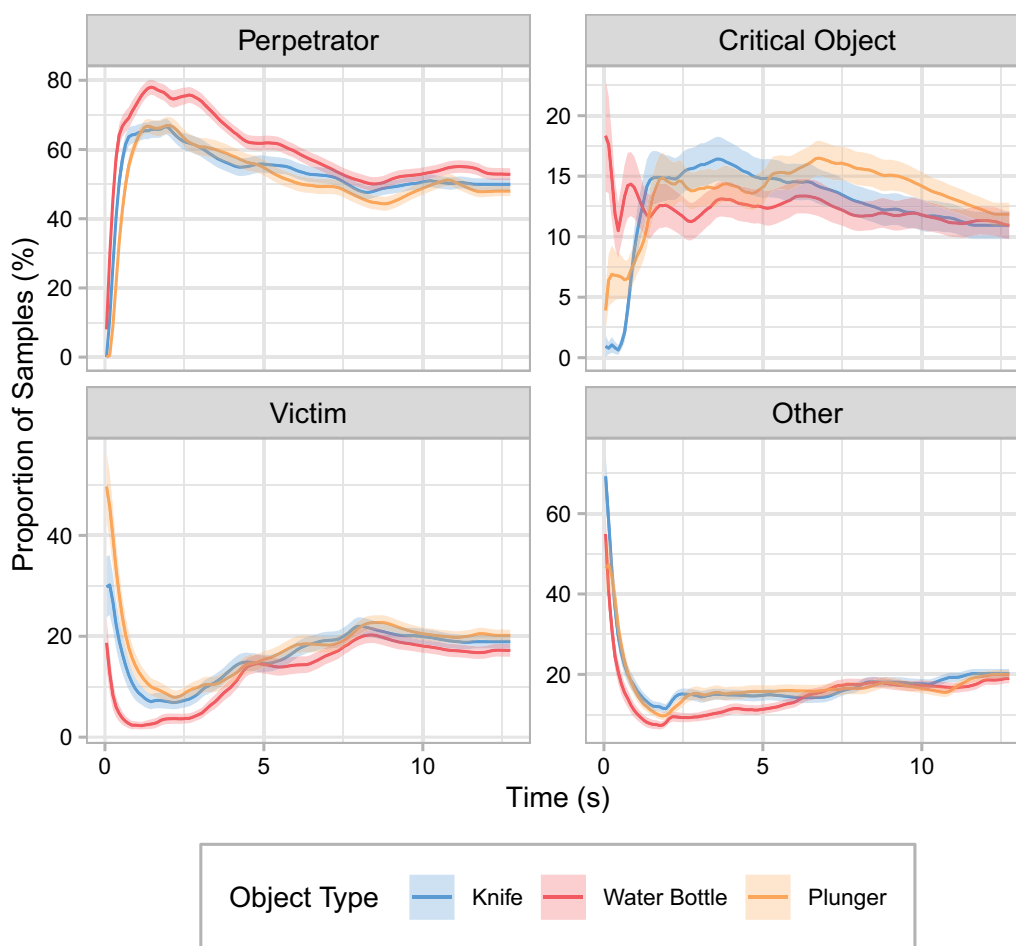 Perpetrator
Critical Object
80
60
40
20
0
20
15
10
5
0
Victim
Other
40
20
0
60
40
20
0 5 10
0 5 10
Proportion of Samples (%)
Time (s)
Object Type Knife Water Bottle Plunger